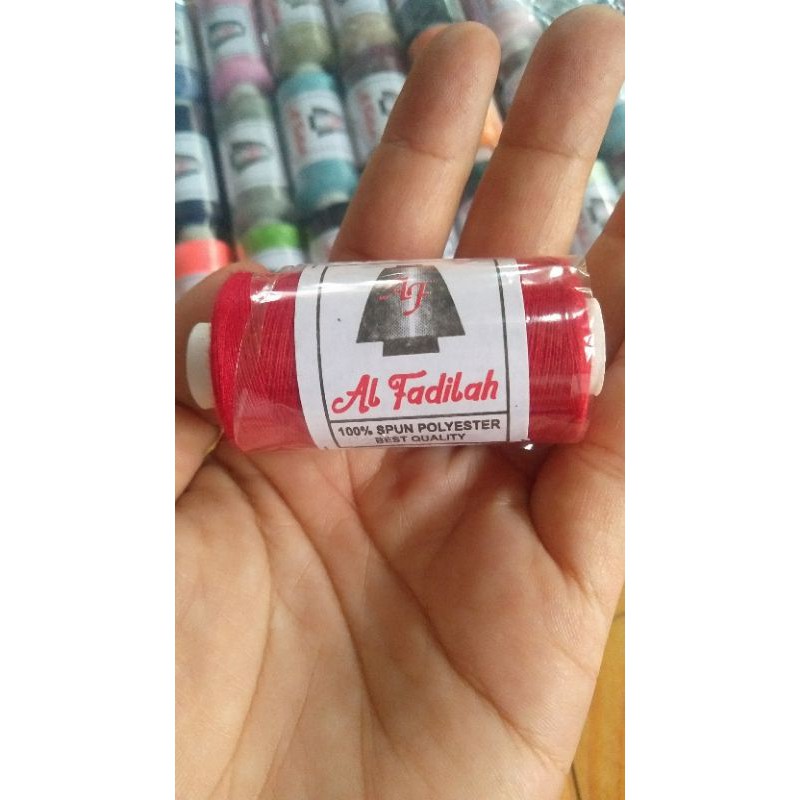 AF
Al Fadilah
100% SPUN POLYESTER
BEST QUALITY